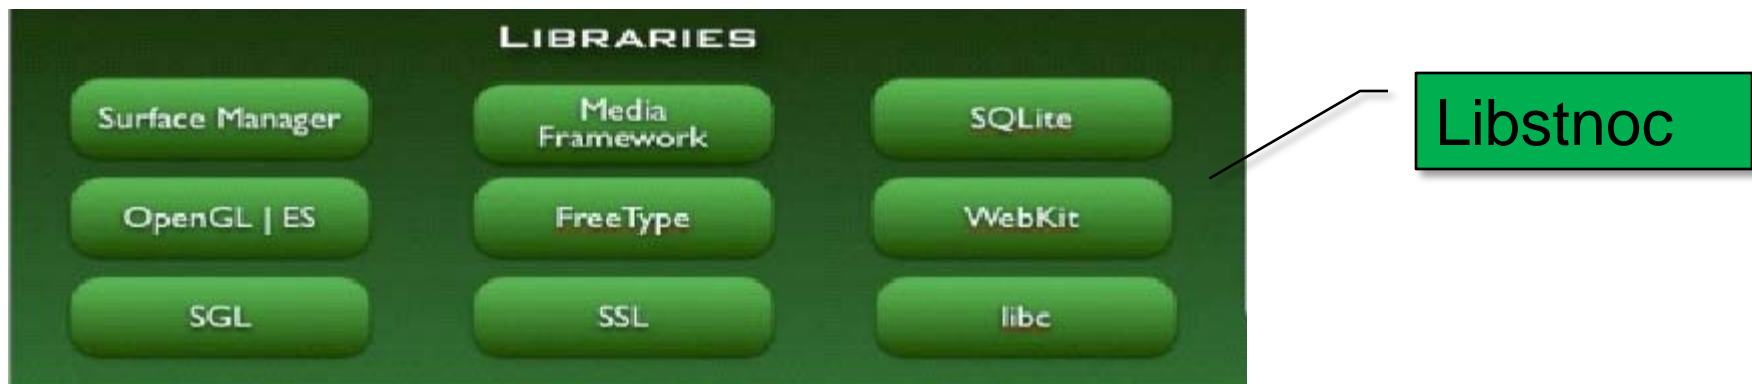 LIBRARIES
Surface Manager
Media
Framework
SQLite
OpenGL | ES
FreeType
WebKit
SGL
SSL
libc
Libstnoc